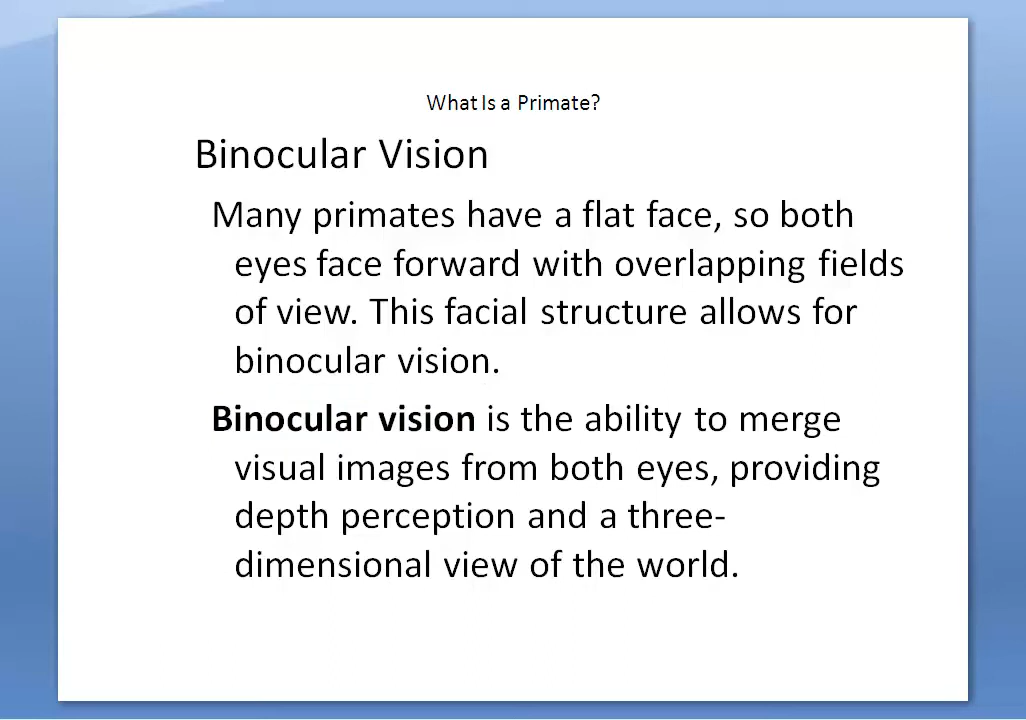 What Is a Primate?
Binocular Vision
Many primates have a flat face, so both
eyes face forward with overlapping fields
of view. This facial structure allows for
binocular vision.
Binocular vision is the ability to merge
visual images from both eyes, providing
depth perception and a three-
dimensional view of the world.